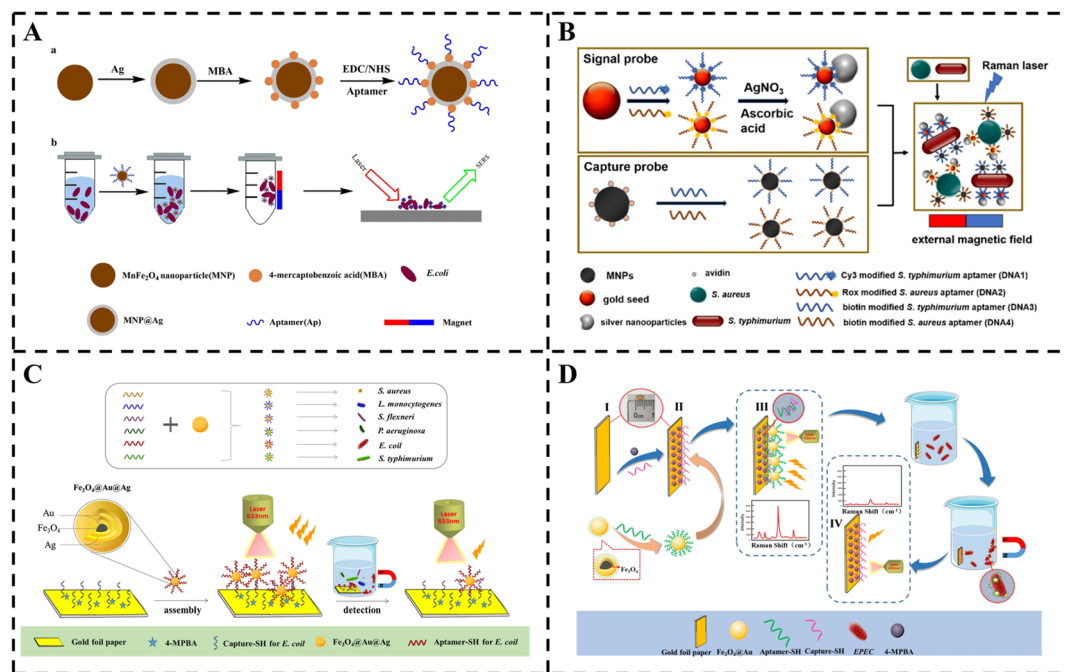 A
a
Ag
MBA
EDC/NHS
Aptamer
b
Laser
SERS
MnFe₂O₄ nanoparticle(MNP)
4-mercaptobenzoic acid(MBA)
E.coli
MNP@Ag
Aptamer(Ap)
Magnet
B
Signal probe
AgNO₃
Ascorbic
acid
Capture probe
Raman laser
external magnetic field
MNPs
avidin
gold seed
S. aureus
silver nanoparticles
S. typhimurium
Cy3 modified S. typhimurium aptamer (DNA1)
Rox modified S. aureus aptamer (DNA2)
biotin modified S. typhimurium aptamer (DNA3)
biotin modified S. aureus aptamer (DNA4)
C
S. aureus
L. monocytogenes
S. flexneri
P. aeruginosa
E. coil
S. typhimurium
Fe₃O₄@Au@Ag
Au
Fe₃O₄
Ag
Laser
633nm
Laser
633nm
assembly
detection
Gold foil paper
4-MPBA
Capture-SH for E. coil
Fe₃O₄@Au@Ag
Aptamer-SH for E. coil
D
I
II
III
0cm 1
Intensity
Raman Shift (cm⁻¹)
Intensity
Raman Shift (cm⁻¹)
IV
Fe₃O₄
Gold foil paper
Fe₃O₄@Au
Aptamer-SH
Capture-SH
EPEC
4-MPBA